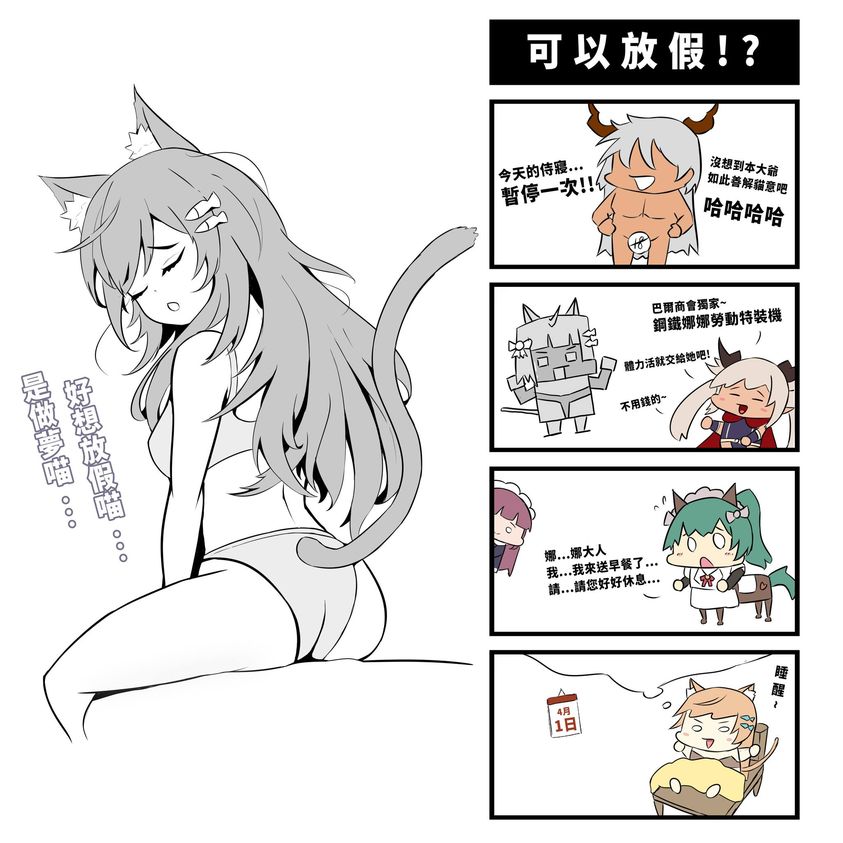 可以放假!?
今天的侍寢...
暫停一次!!
沒想到本大爺
如此善解貓意吧
哈哈哈哈
18
巴爾商會獨家~
鋼鐵娜娜勞動特裝機
體力活就交給她吧!
不用錢的~
娜...娜大人
我...我來送早餐了...
請...請您好好休息...
睡醒~
4月
1日
好想放假喵...
是做夢喵...